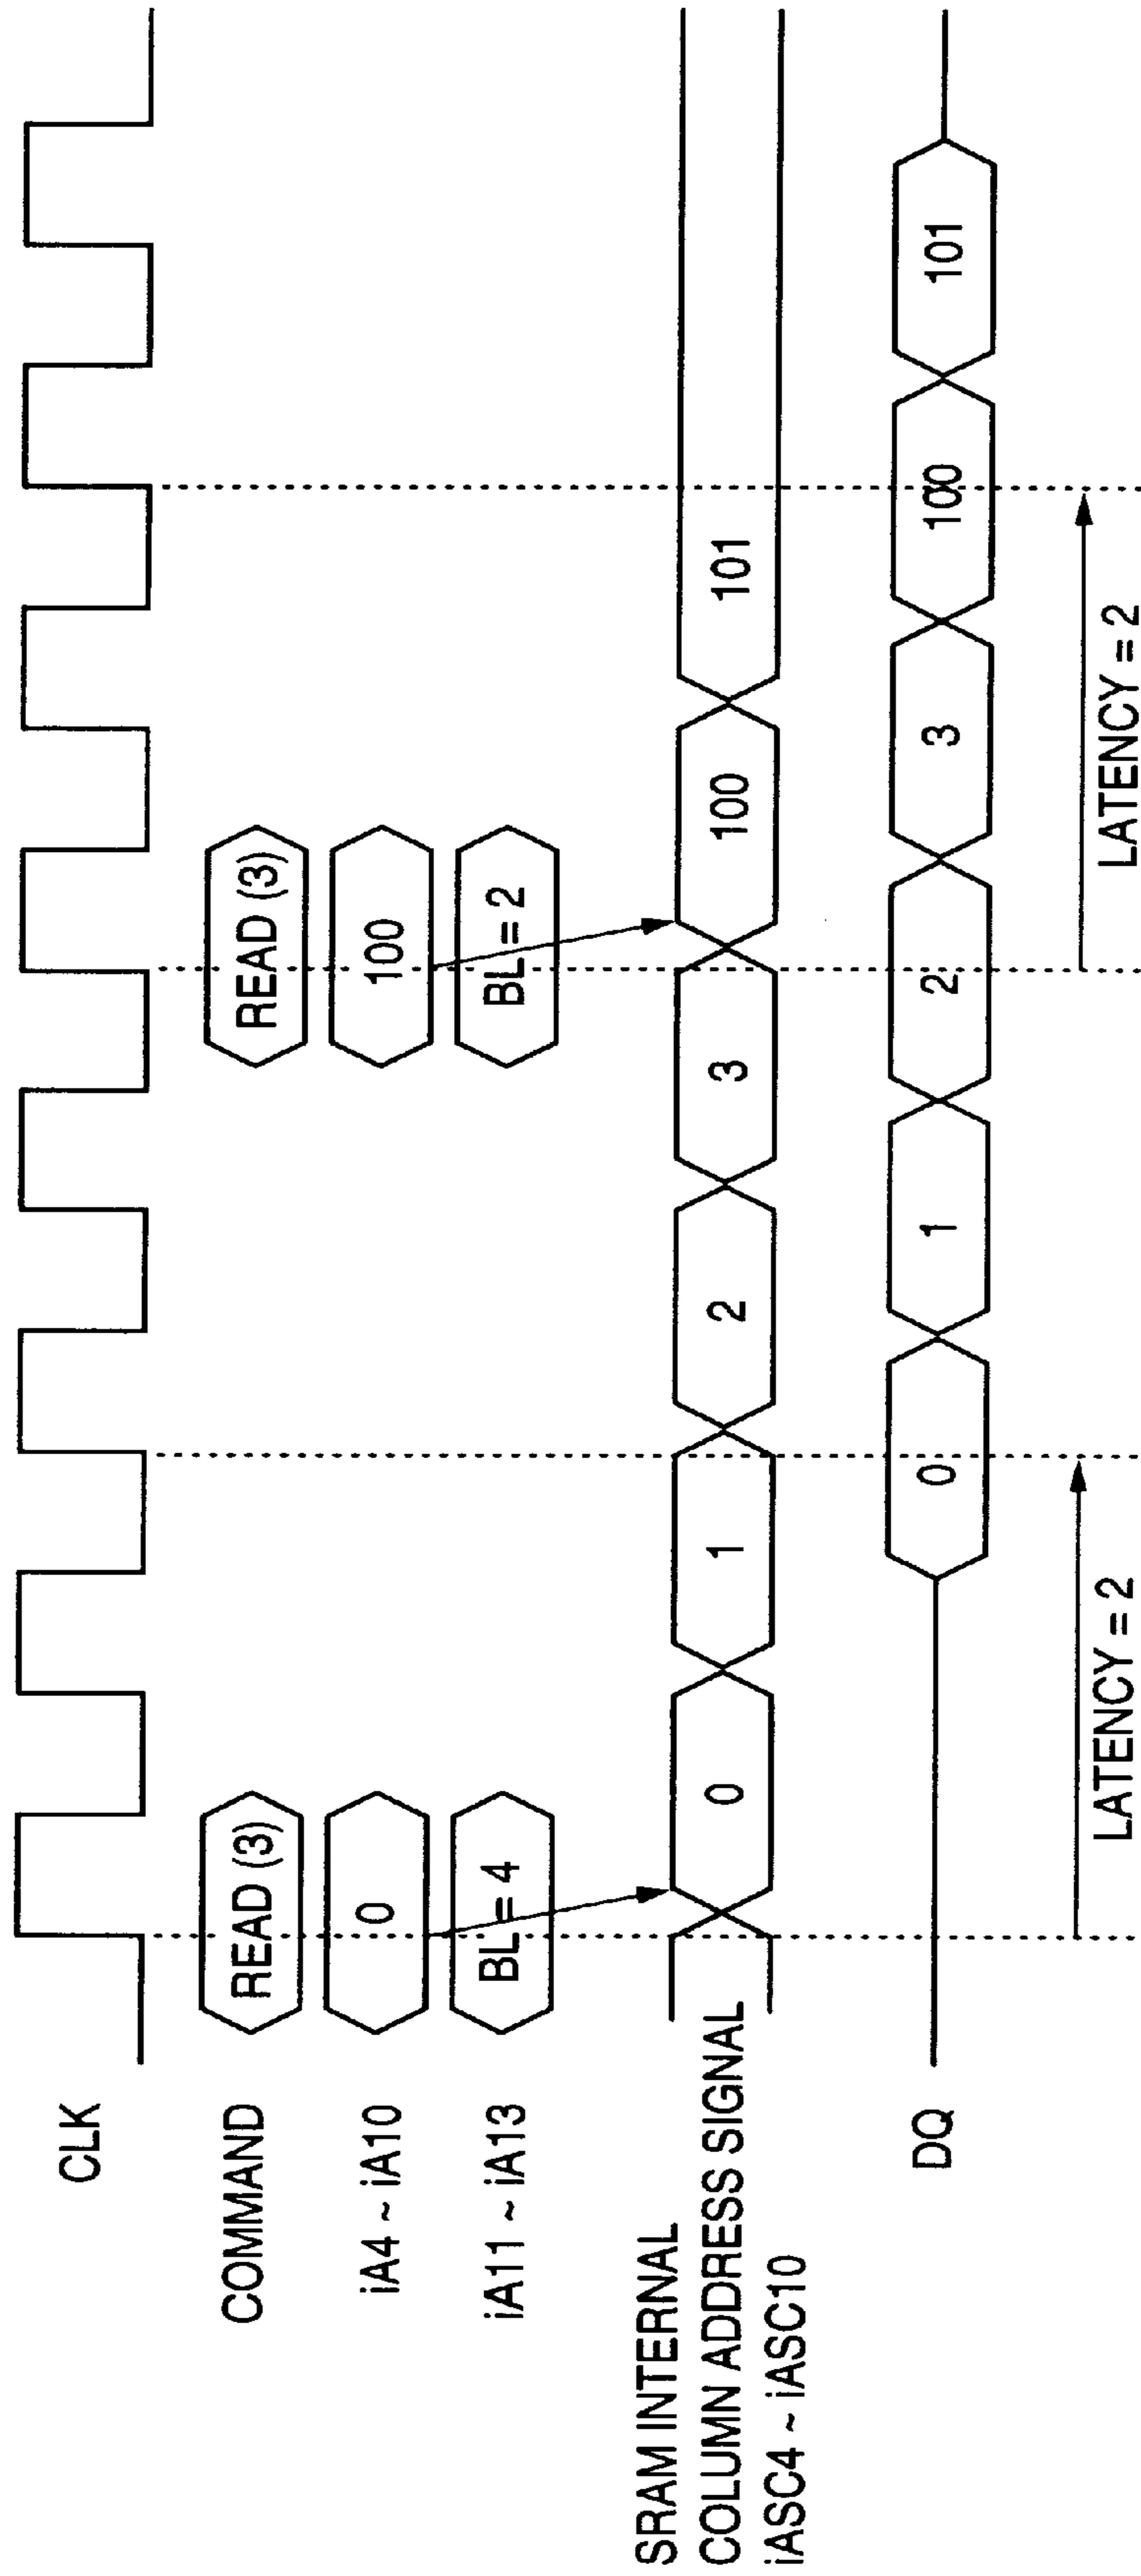 CLK
COMMAND
READ (3)
READ (3)
iA4 ~ iA10
0
100
iA11 ~ iA13
BL = 4
BL = 2
SRAM INTERNAL
COLUMN ADDRESS SIGNAL
iASC4 ~ iASC10
0
1
2
3
100
101
DQ
0
1
2
3
100
101
LATENCY = 2
LATENCY = 2